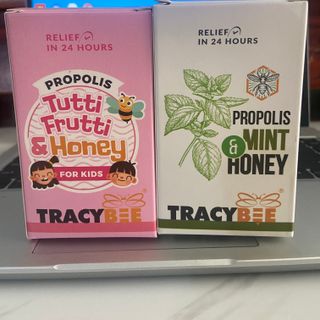 RELIEF
IN 24 HOURS
PROPOLIS
Tutti
Frutti
& Honey
FOR KIDS
TRACYBEE
RELIEF
IN 24 HOURS
PROPOLIS
& MINT
HONEY
TRACYBEE